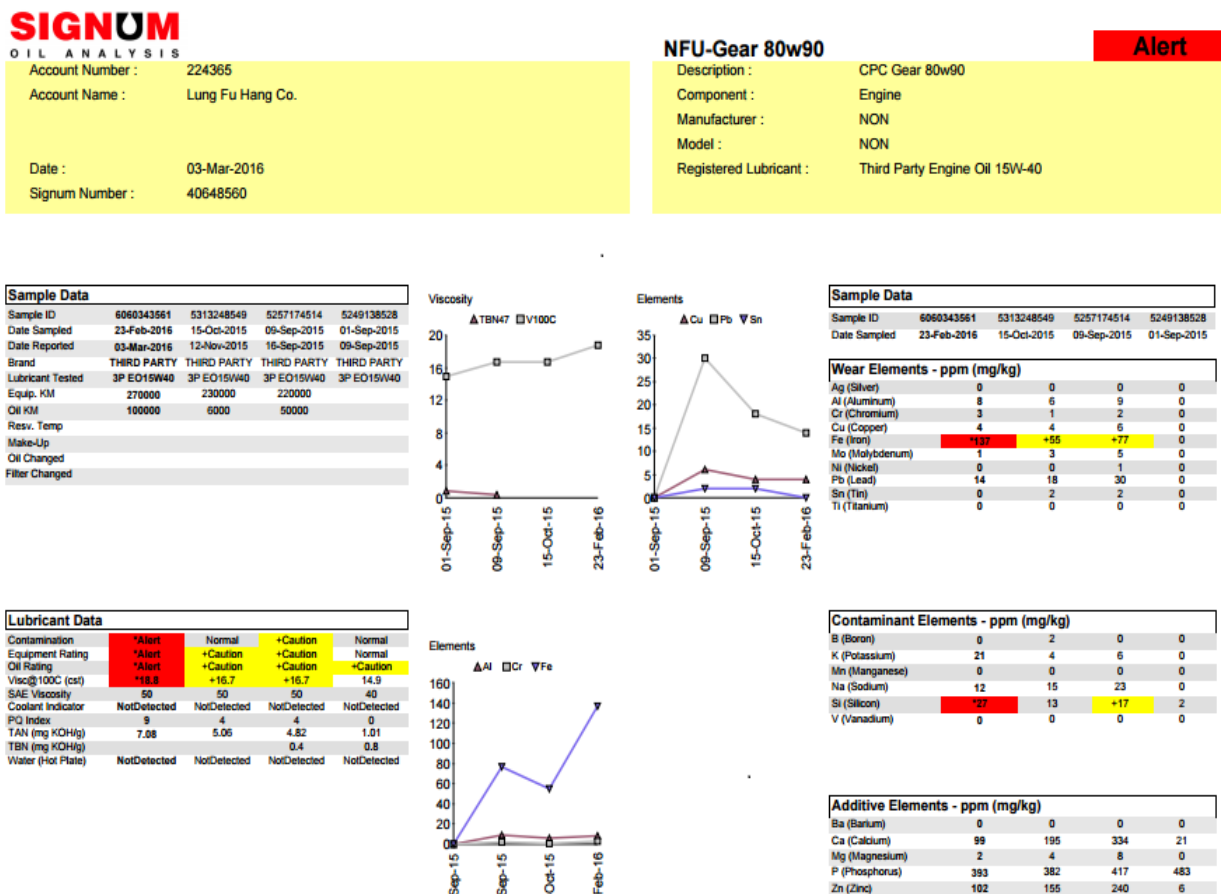 SIGNUM
OIL ANALYSIS
NFU-Gear 80w90
Alert
Account Number : 224365
Account Name : Lung Fu Hang Co.
Date : 03-Mar-2016
Signum Number : 40648560
Description : CPC Gear 80w90
Component : Engine
Manufacturer : NON
Model : NON
Registered Lubricant : Third Party Engine Oil 15W-40
Sample Data
Sample ID 6060343561 5313248549 5257174514 5249138528
Date Sampled 23-Feb-2016 15-Oct-2015 09-Sep-2015 01-Sep-2015
Date Reported 03-Mar-2016 12-Nov-2015 16-Sep-2015 09-Sep-2015
Brand THIRD PARTY THIRD PARTY THIRD PARTY THIRD PARTY
Lubricant Tested 3P EO15W40 3P EO15W40 3P EO15W40 3P EO15W40
Equip. KM 270000 230000 220000
Oil KM 100000 6000 50000
Resv. Temp
Make-Up
Oil Changed
Filter Changed
Viscosity
TBN47 V100C
20
16
12
8
4
0
01-Sep-15
09-Sep-15
15-Oct-15
23-Feb-16
Elements
Cu Pb Sn
35
30
25
20
15
10
5
0
01-Sep-15
09-Sep-15
15-Oct-15
23-Feb-16
Sample Data
Sample ID 6060343561 5313248549 5257174514 5249138528
Date Sampled 23-Feb-2016 15-Oct-2015 09-Sep-2015 01-Sep-2015
Wear Elements - ppm (mg/kg)
Ag (Silver) 0 0 0 0
Al (Aluminum) 8 6 9 0
Cr (Chromium) 3 1 2 0
Cu (Copper) 4 4 6 0
Fe (Iron) *137 +55 +77 0
Mo (Molybdenum) 1 3 5 0
Ni (Nickel) 0 0 1 0
Pb (Lead) 14 18 30 0
Sn (Tin) 0 2 2 0
Ti (Titanium) 0 0 0 0
Lubricant Data
Contamination *Alert Normal +Caution Normal
Equipment Rating *Alert +Caution +Caution Normal
Oil Rating *Alert +Caution +Caution +Caution
Visc@100C (cst) *18.8 +16.7 +16.7 14.9
SAE Viscosity 50 50 50 40
Coolant Indicator NotDetected NotDetected NotDetected NotDetected
PQ Index 9 4 4 0
TAN (mg KOH/g) 7.08 5.06 4.82 1.01
TBN (mg KOH/g) 0.4 0.8
Water (Hot Plate) NotDetected NotDetected NotDetected NotDetected
Elements
Al Cr Fe
160
140
120
100
80
60
40
20
0
Sep-15
Sep-15
Oct-15
Feb-16
Contaminant Elements - ppm (mg/kg)
B (Boron) 0 2 0 0
K (Potassium) 21 4 6 0
Mn (Manganese) 0 0 0 0
Na (Sodium) 12 15 23 0
Si (Silicon) *27 13 +17 2
V (Vanadium) 0 0 0 0
Additive Elements - ppm (mg/kg)
Ba (Barium) 0 0 0 0
Ca (Calcium) 99 195 334 21
Mg (Magnesium) 2 4 8 0
P (Phosphorus) 393 382 417 483
Zn (Zinc) 102 155 240 6